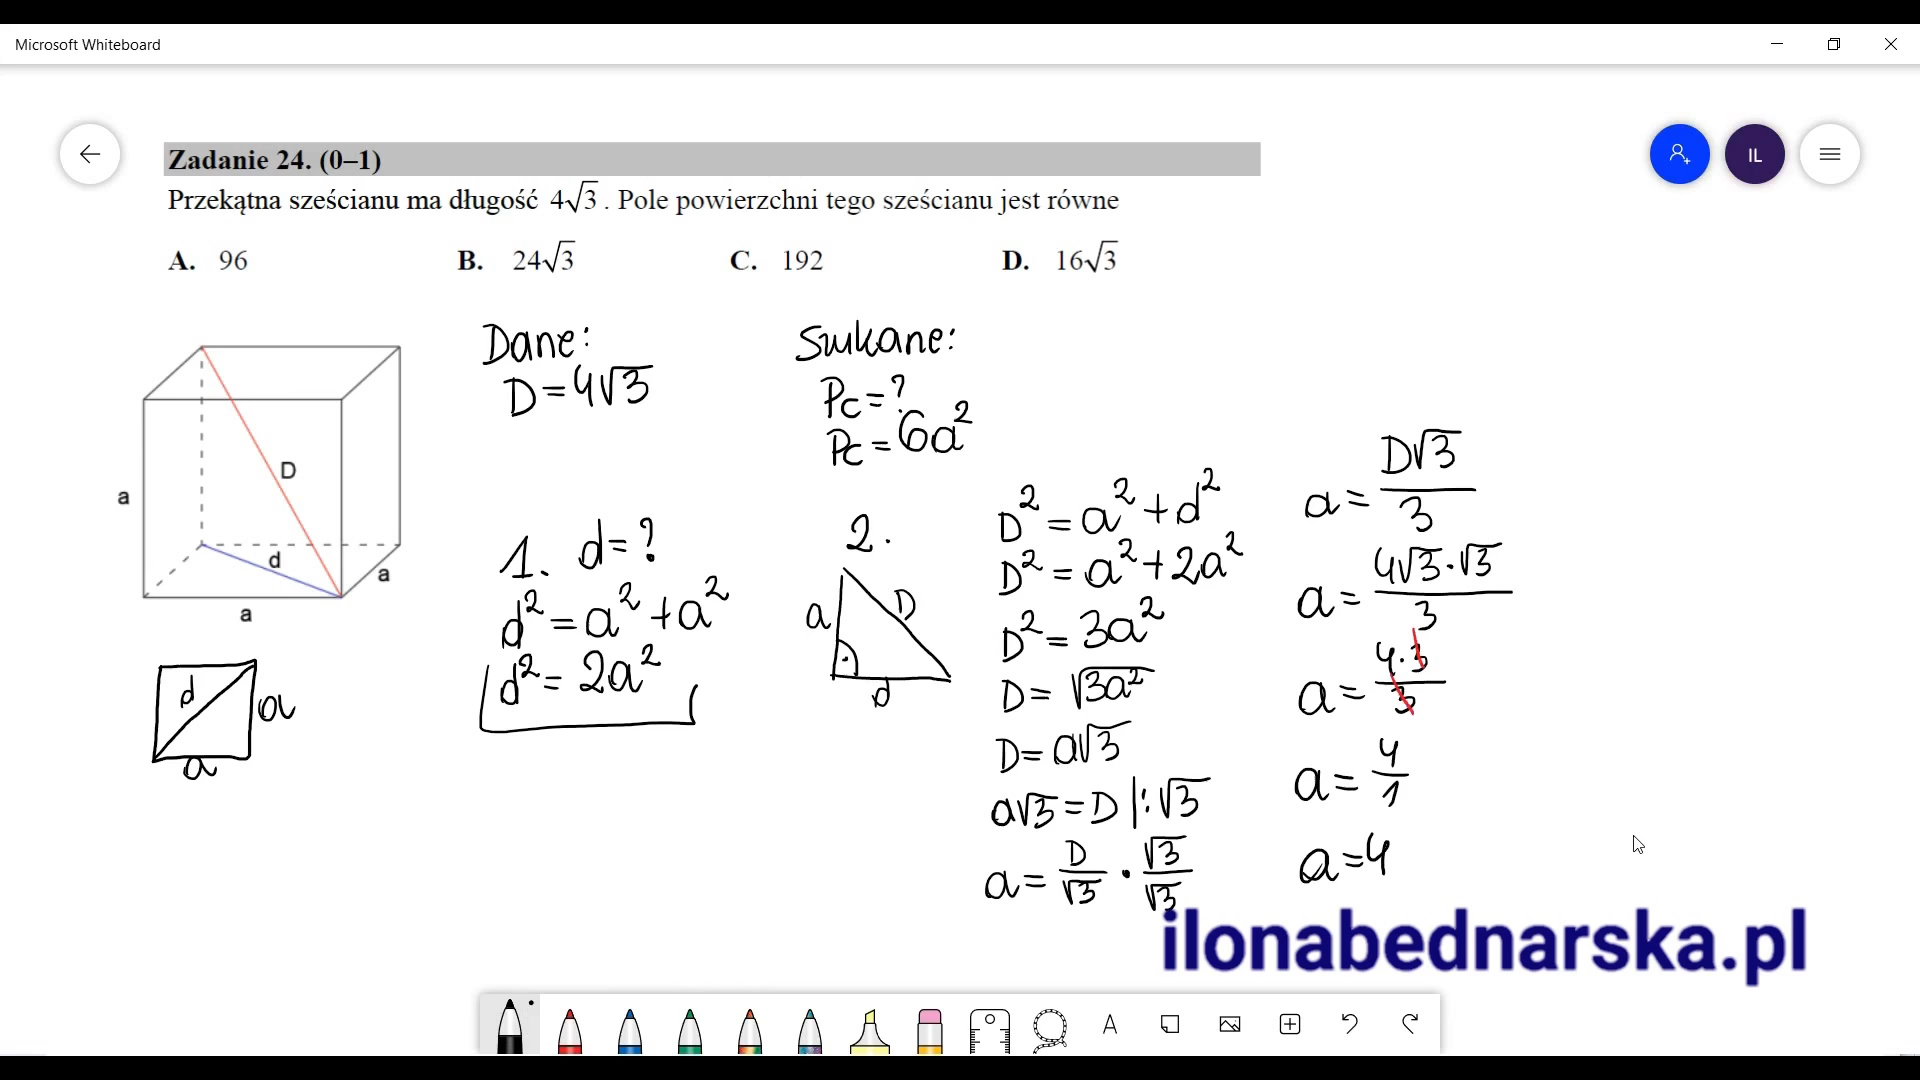 Microsoft Whiteboard
IL
Zadanie 24. (0–1)
Przekątna sześcianu ma długość 4√3. Pole powierzchni tego sześcianu jest równe
A. 96 B. 24√3 C. 192 D. 16√3
D
a
d
a
a
d
a
a
Dane:
D=4√3
Szukane:
Pc=?
Pc=6a²
1. d=?
d²=a²+a²
d²=2a²
2.
a
D
d
D²=a²+d²
D²=a²+2a²
D²=3a²
D=√3a²
D=a√3
a√3=D |:√3
a=D/√3·√3/√3
a=D√3/3
a=4√3·√3/3
a=4·3/3
a=4/1
a=4
ilonabednarska.pl
A